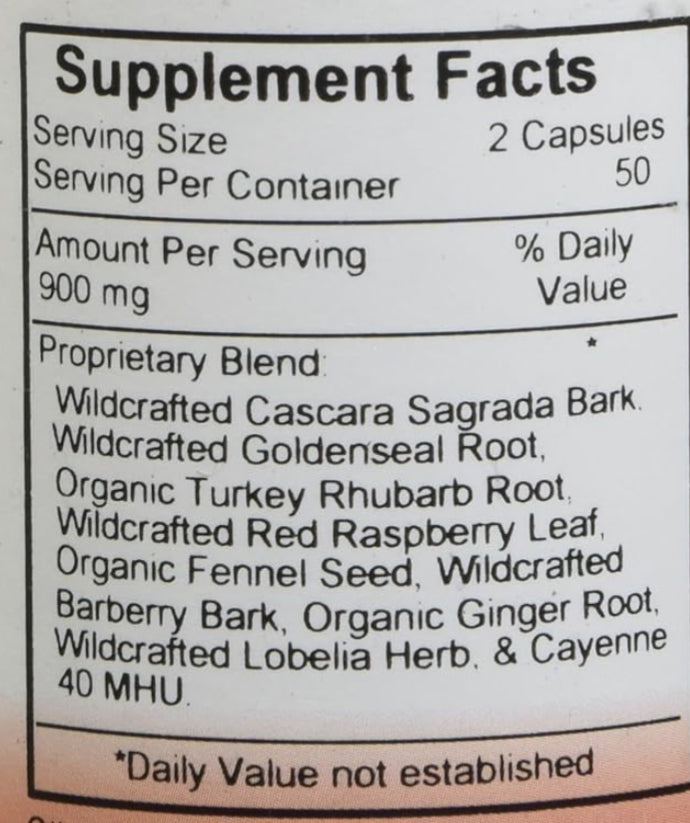 Supplement Facts
Serving Size 2 Capsules
Serving Per Container 50
Amount Per Serving % Daily
900 mg Value
Proprietary Blend: *
Wildcrafted Cascara Sagrada Bark,
Wildcrafted Goldenseal Root,
Organic Turkey Rhubarb Root,
Wildcrafted Red Raspberry Leaf,
Organic Fennel Seed, Wildcrafted
Barberry Bark, Organic Ginger Root,
Wildcrafted Lobelia Herb, & Cayenne
40 MHU.
*Daily Value not established